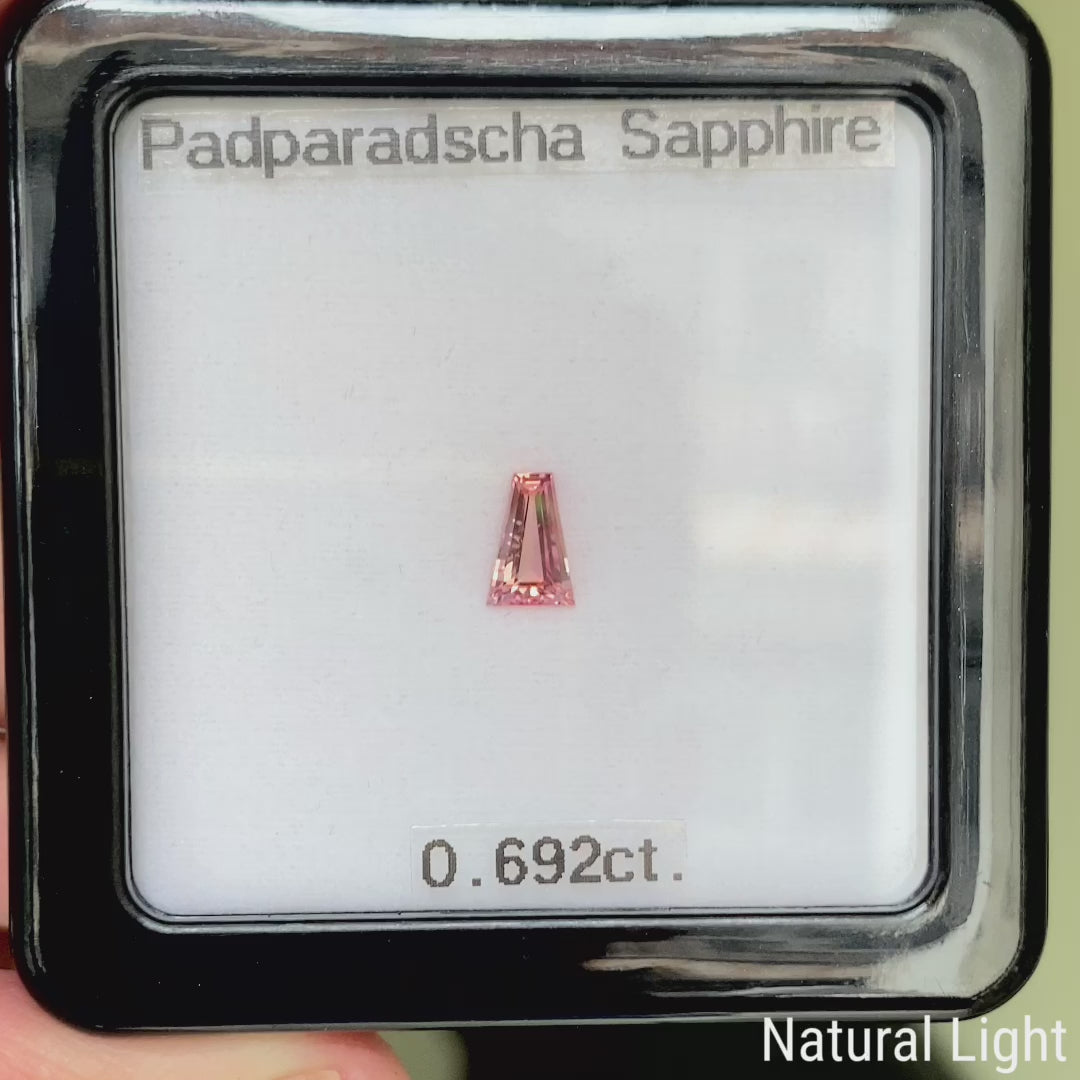 Padparadscha Sapphire
0.692ct.
Natural Light